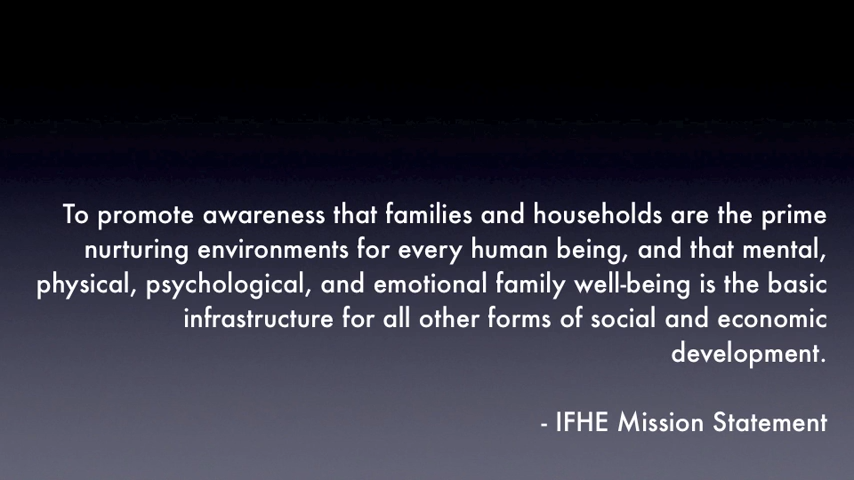 To promote awareness that families and households are the prime
nurturing environments for every human being, and that mental,
physical, psychological, and emotional family well-being is the basic
infrastructure for all other forms of social and economic
development.
- IFHE Mission Statement